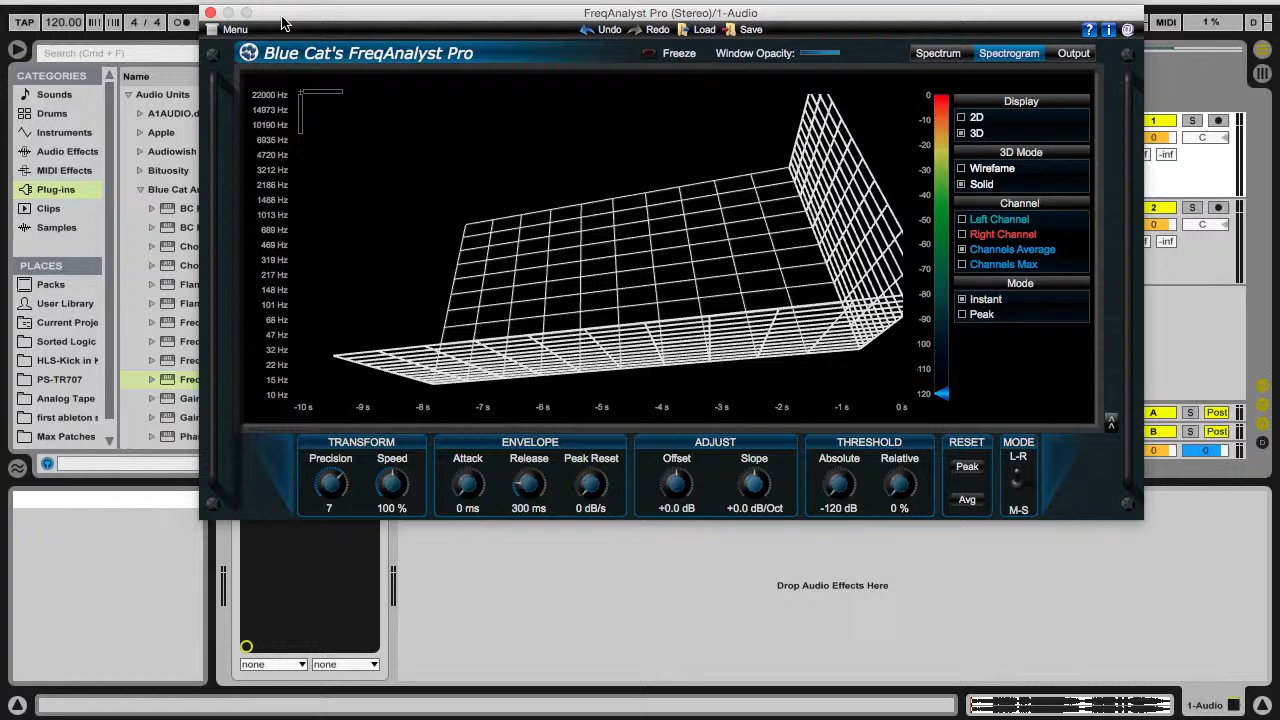 TAP 120.00 4 / 4
FreqAnalyst Pro (Stereo)/1-Audio
MIDI 1 % D
Menu Undo Redo Load Save ? i @
Search (Cmd + F)
Blue Cat's FreqAnalyst Pro Freeze Window Opacity: Spectrum Spectrogram Output
CATEGORIES
Sounds
Drums
Instruments
Audio Effects
MIDI Effects
Plug-ins
Clips
Samples
PLACES
Packs
User Library
Current Proje
Sorted Logic
HLS-Kick in K
PS-TR707
Analog Tape
first ableton s
Max Patches
Name
Audio Units
A1AUDIO.d
Apple
Audiowish
Bituosity
Blue Cat Au
BC F
BC
Cho
Cho
Flan
Flan
Fre
Fre
Fre
Fre
Gain
Gain
Pha
22000 Hz
14973 Hz
10190 Hz
6935 Hz
4720 Hz
3212 Hz
2186 Hz
1488 Hz
1013 Hz
689 Hz
469 Hz
319 Hz
217 Hz
148 Hz
101 Hz
68 Hz
47 Hz
32 Hz
22 Hz
15 Hz
10 Hz
-10 s -9 s -8 s -7 s -6 s -5 s -4 s -3 s -2 s -1 s 0 s
0
-10
-20
-30
-40
-50
-60
-70
-80
-90
100
110
120
Display
2D
3D
3D Mode
Wireframe
Solid
Channel
Left Channel
Right Channel
Channels Average
Channels Max
Mode
Instant
Peak
1 S
0 C
-inf
2 S
0 C
-inf
A S Post
B S Post
0 0
D
TRANSFORM ENVELOPE ADJUST THRESHOLD RESET MODE
Precision Speed Attack Release Peak Reset Offset Slope Absolute Relative Peak L-R
7 100 % 0 ms 300 ms 0 dB/s +0.0 dB +0.0 dB/Oct -120 dB 0 % Avg M-S
Drop Audio Effects Here
none none
1-Audio